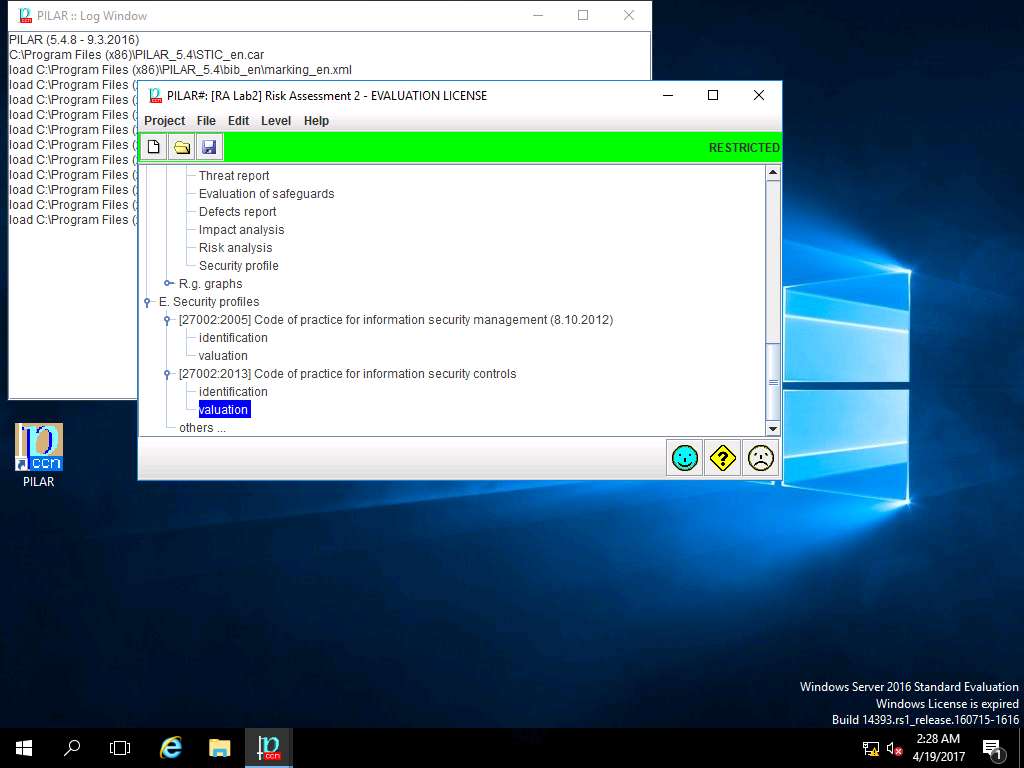 PILAR :: Log Window
PILAR (5.4.8 - 9.3.2016)
C:\Program Files (x86)\PILAR_5.4\STIC_en.car
load C:\Program Files (x86)\PILAR_5.4\bib_en\marking_en.xml
load C:\Program Files (
load C:\Program Files (
load C:\Program Files (
load C:\Program Files (
load C:\Program Files (
load C:\Program Files (
load C:\Program Files (
load C:\Program Files (
load C:\Program Files (
load C:\Program Files (
PILAR#: [RA Lab2] Risk Assessment 2 - EVALUATION LICENSE
Project File Edit Level Help
RESTRICTED
Threat report
Evaluation of safeguards
Defects report
Impact analysis
Risk analysis
Security profile
R.g. graphs
E. Security profiles
[27002:2005] Code of practice for information security management (8.10.2012)
identification
valuation
[27002:2013] Code of practice for information security controls
identification
valuation
others ...
ccn
PILAR
Windows Server 2016 Standard Evaluation
Windows License is expired
Build 14393.rs1_release.160715-1616
ccn
2:28 AM
4/19/2017
1